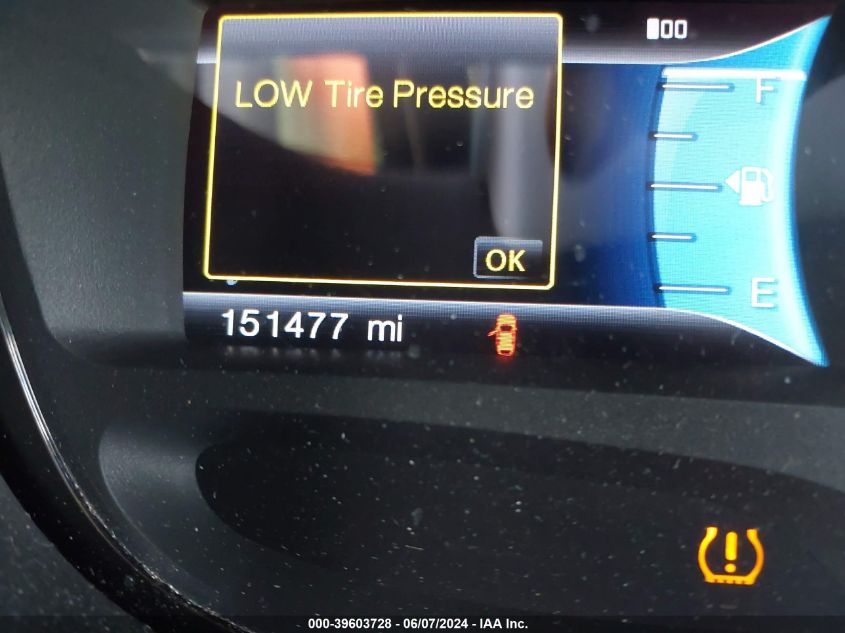 LOW Tire Pressure
F
OK
E
151477 mi
000-39603728 - 06/07/2024 - IAA Inc.